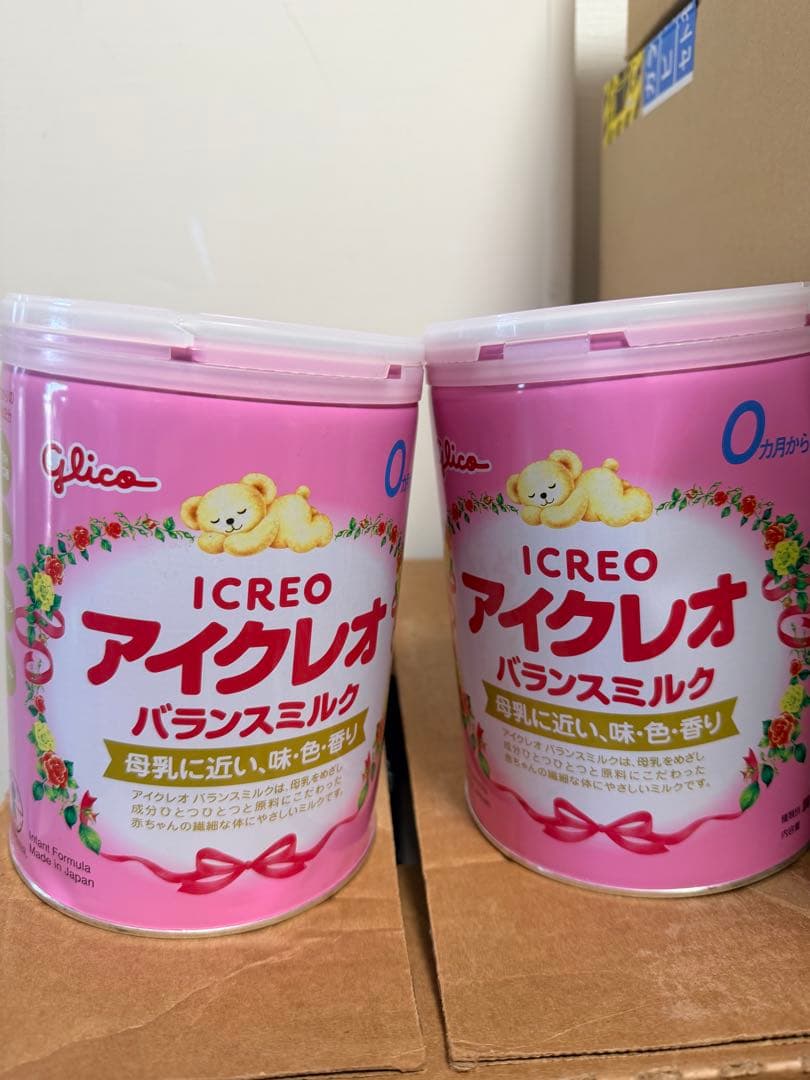 Glico
0カ
ICREO
アイクレオ
バランスミルク
母乳に近い、味・色・香り
アイクレオ バランスミルクは、母乳をめざし
成分ひとつひとつと原料にこだわった
赤ちゃんの繊細な体にやさしいミルクです。
Infant Formula
Made in Japan
Glico
0カ月から
ICREO
アイクレオ
バランスミルク
母乳に近い、味・色・香り
アイクレオ バランスミルクは、母乳をめざし
成分ひとつひとつと原料にこだわった
赤ちゃんの繊細な体にやさしいミルクです。
種類別
内容量